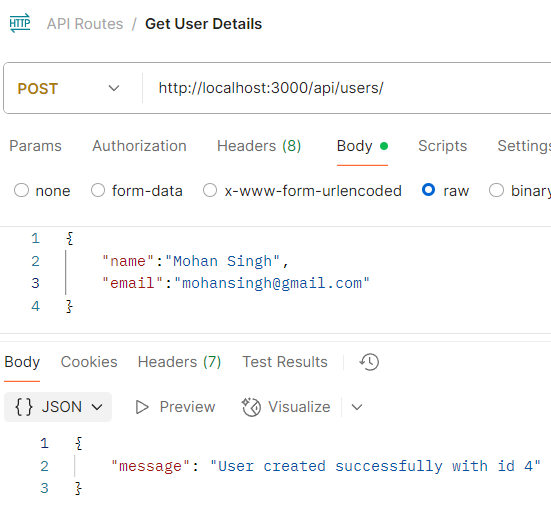 HTTP API Routes / Get User Details
POST http://localhost:3000/api/users/
Params Authorization Headers (8) Body Scripts Settings
none form-data x-www-form-urlencoded raw binary
1 {
2 "name":"Mohan Singh",
3 "email":"mohansingh@gmail.com"
4 }
Body Cookies Headers (7) Test Results
{} JSON Preview Visualize
1 {
2 "message": "User created successfully with id 4"
3 }